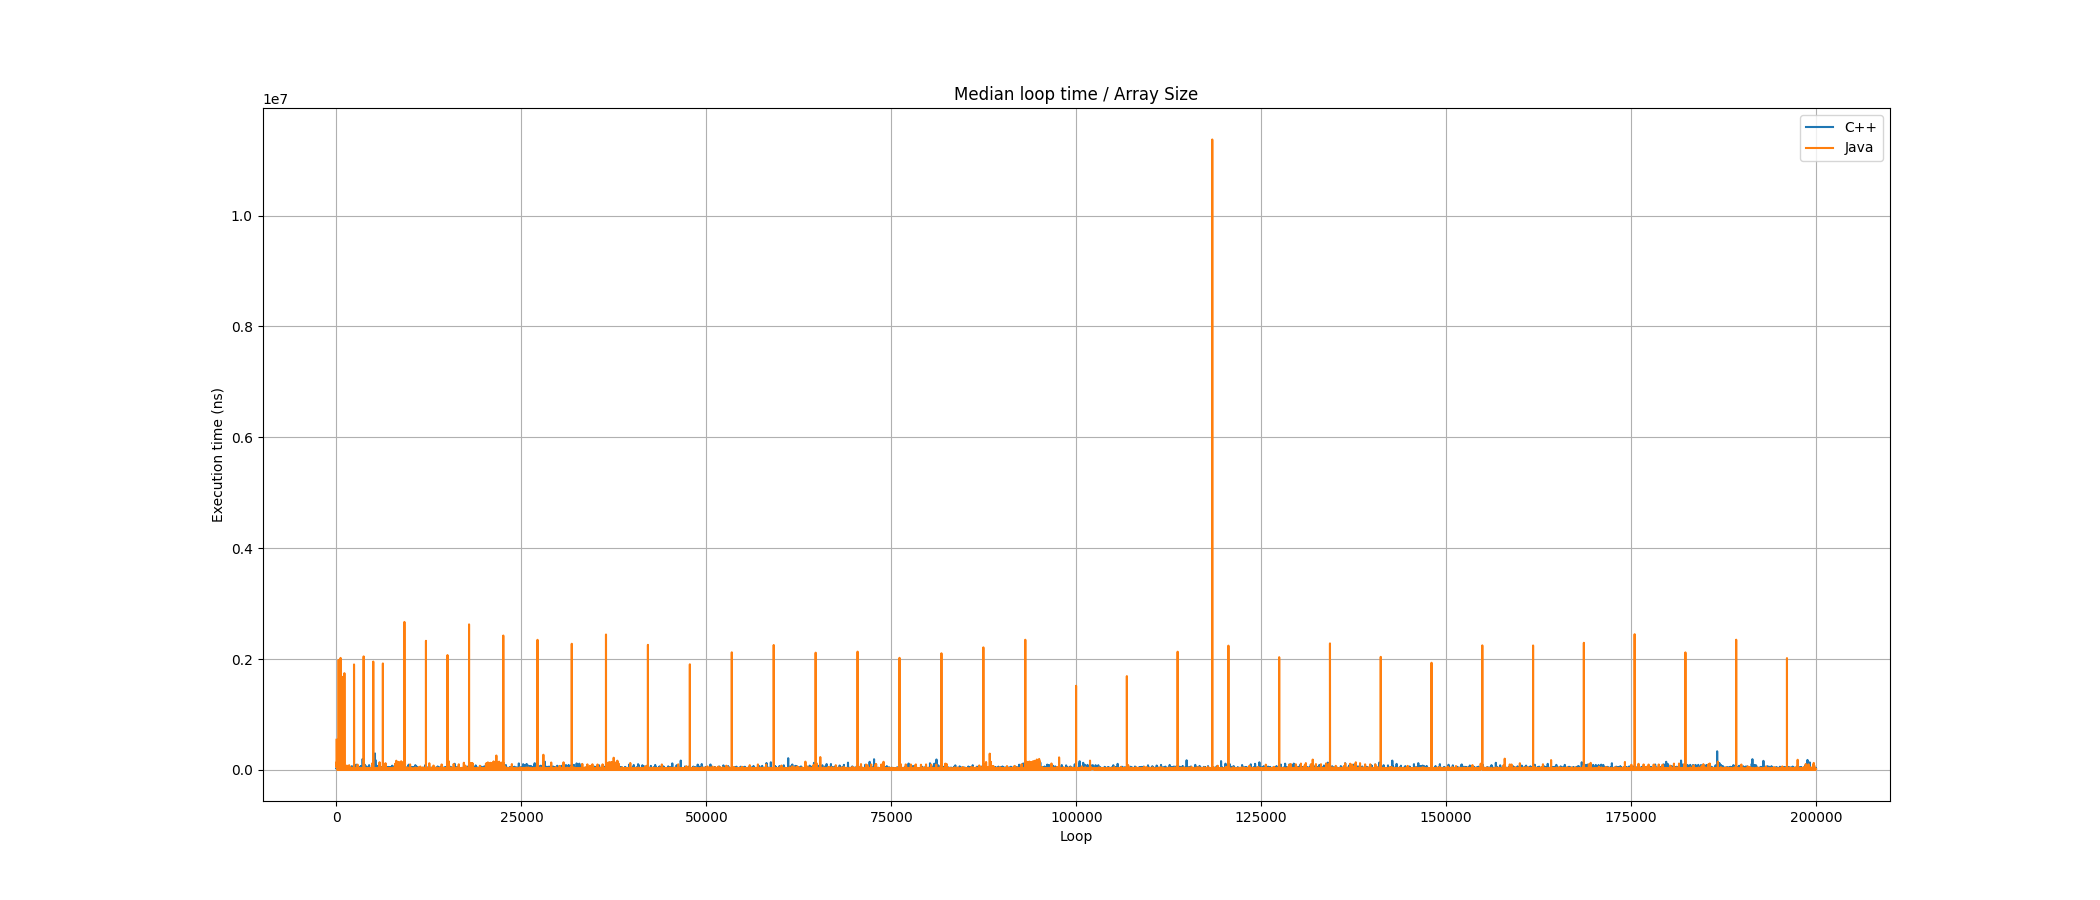 Median loop time / Array Size
1e7
C++
Java
1.0
0.8
0.6
0.4
0.2
0.0
Execution time (ns)
0 25000 50000 75000 100000 125000 150000 175000 200000
Loop